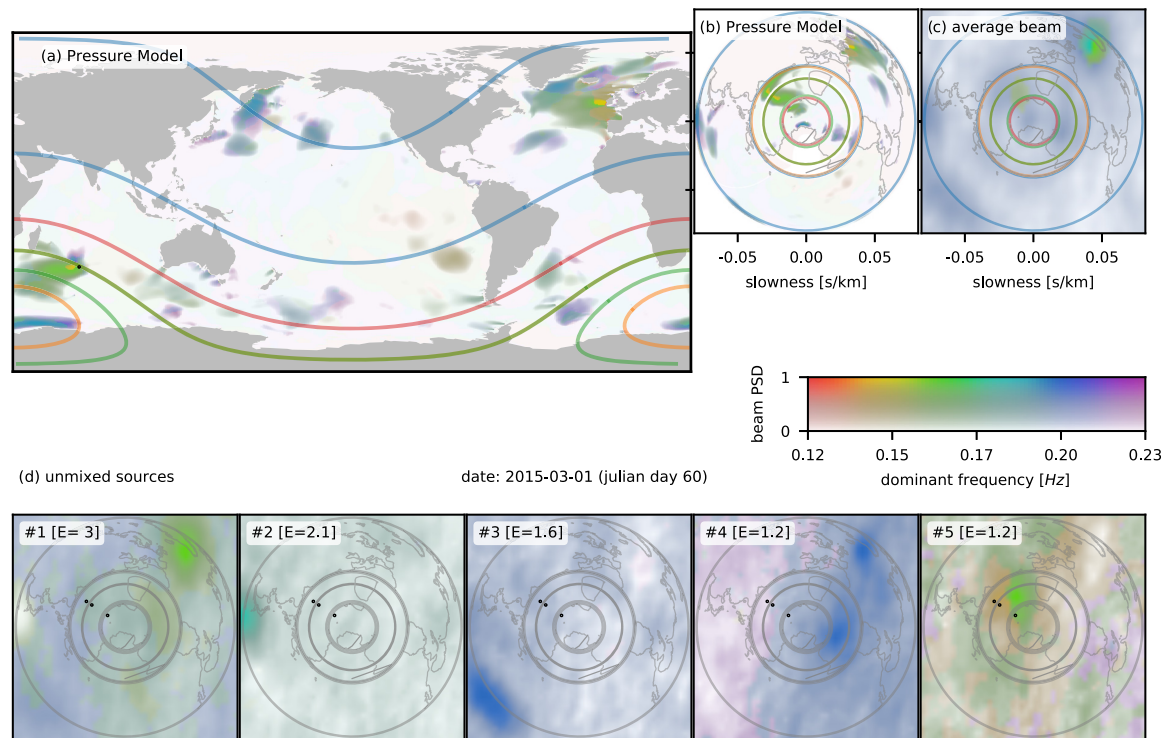 (a) Pressure Model
(b) Pressure Model
(c) average beam
-0.05 0.00 0.05
slowness [s/km]
-0.05 0.00 0.05
slowness [s/km]
beam PSD
1
0
0.12 0.15 0.17 0.20 0.23
dominant frequency [Hz]
(d) unmixed sources
date: 2015-03-01 (julian day 60)
#1 [E= 3]
#2 [E=2.1]
#3 [E=1.6]
#4 [E=1.2]
#5 [E=1.2]